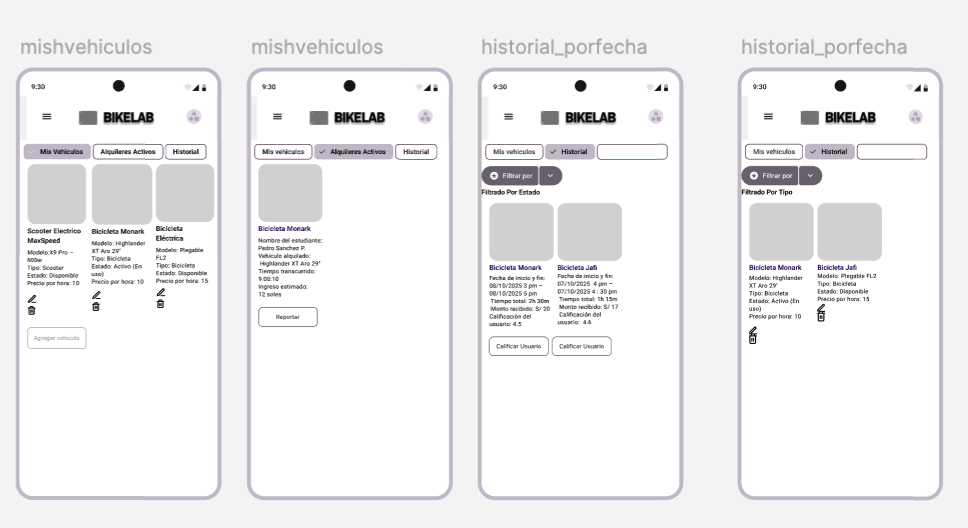 mishvehiculos
9:30
BIKELAB
Mis Vehiculos
Alquileres Activos
Historial
Scooter Electrico
MaxSpeed
Modelo:X9 Pro –
600w
Tipo: Scooter
Estado: Disponible
Precio por hora: 10
Bicicleta Monark
Modelo: Highlander
XT Aro 29"
Tipo: Bicicleta
Estado: Activo (En
uso)
Precio por hora: 10
Bicicleta
Eléctrica
Modelo: Plegable
FL2
Tipo: Bicicleta
Estado: Disponible
Precio por hora: 15
Agregar vehiculo
mishvehiculos
9:30
BIKELAB
Mis vehiculos
Alquileres Activos
Historial
Bicicleta Monark
Nombre del estudiante:
Pedro Sanchez P.
Vehiculo alquilado:
Highlander XT Aro 29"
Tiempo transcurrido:
9:00:16
Ingreso estimado:
12 soles
Reportar
historial_porfecha
9:30
BIKELAB
Mis vehiculos
Historial
Filtrar por
Filtrado Por Estado
Bicicleta Monark
Fecha de inicio y fin:
08/10/2025 3 pm –
08/10/2025 5 pm
Tiempo total: 2h 30m
Monto recibido: S/ 20
Calificación del
usuario: 4.5
Calificar Usuario
Bicicleta Jafi
Fecha de inicio y fin:
07/10/2025 4 pm –
07/10/2025 4 : 30 pm
Tiempo total: 1h 15m
Monto recibido: S/ 17
Calificación del
usuario: 4.6
Calificar Usuario
historial_porfecha
9:30
BIKELAB
Mis vehiculos
Historial
Filtrar por
Filtrado Por Tipo
Bicicleta Monark
Modelo: Highlander
XT Aro 29"
Tipo: Bicicleta
Estado: Activo (En
uso)
Precio por hora: 10
Bicicleta Jafi
Modelo: Plegable FL2
Tipo: Bicicleta
Estado: Disponible
Precio por hora: 15